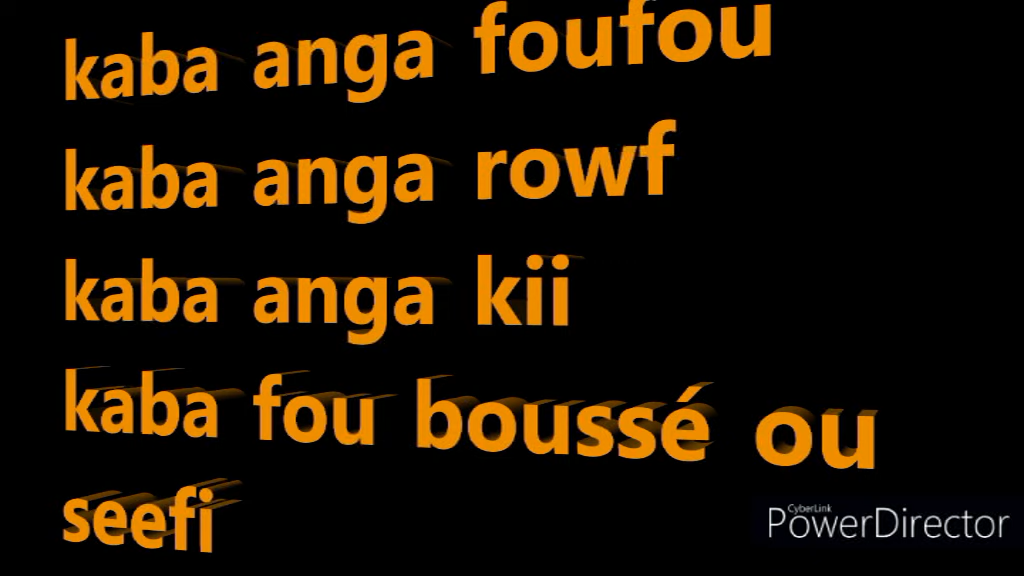 kaba anga foufou
kaba anga rowf
kaba anga kii
kaba fou boussé ou
seefi
CyberLink
PowerDirector